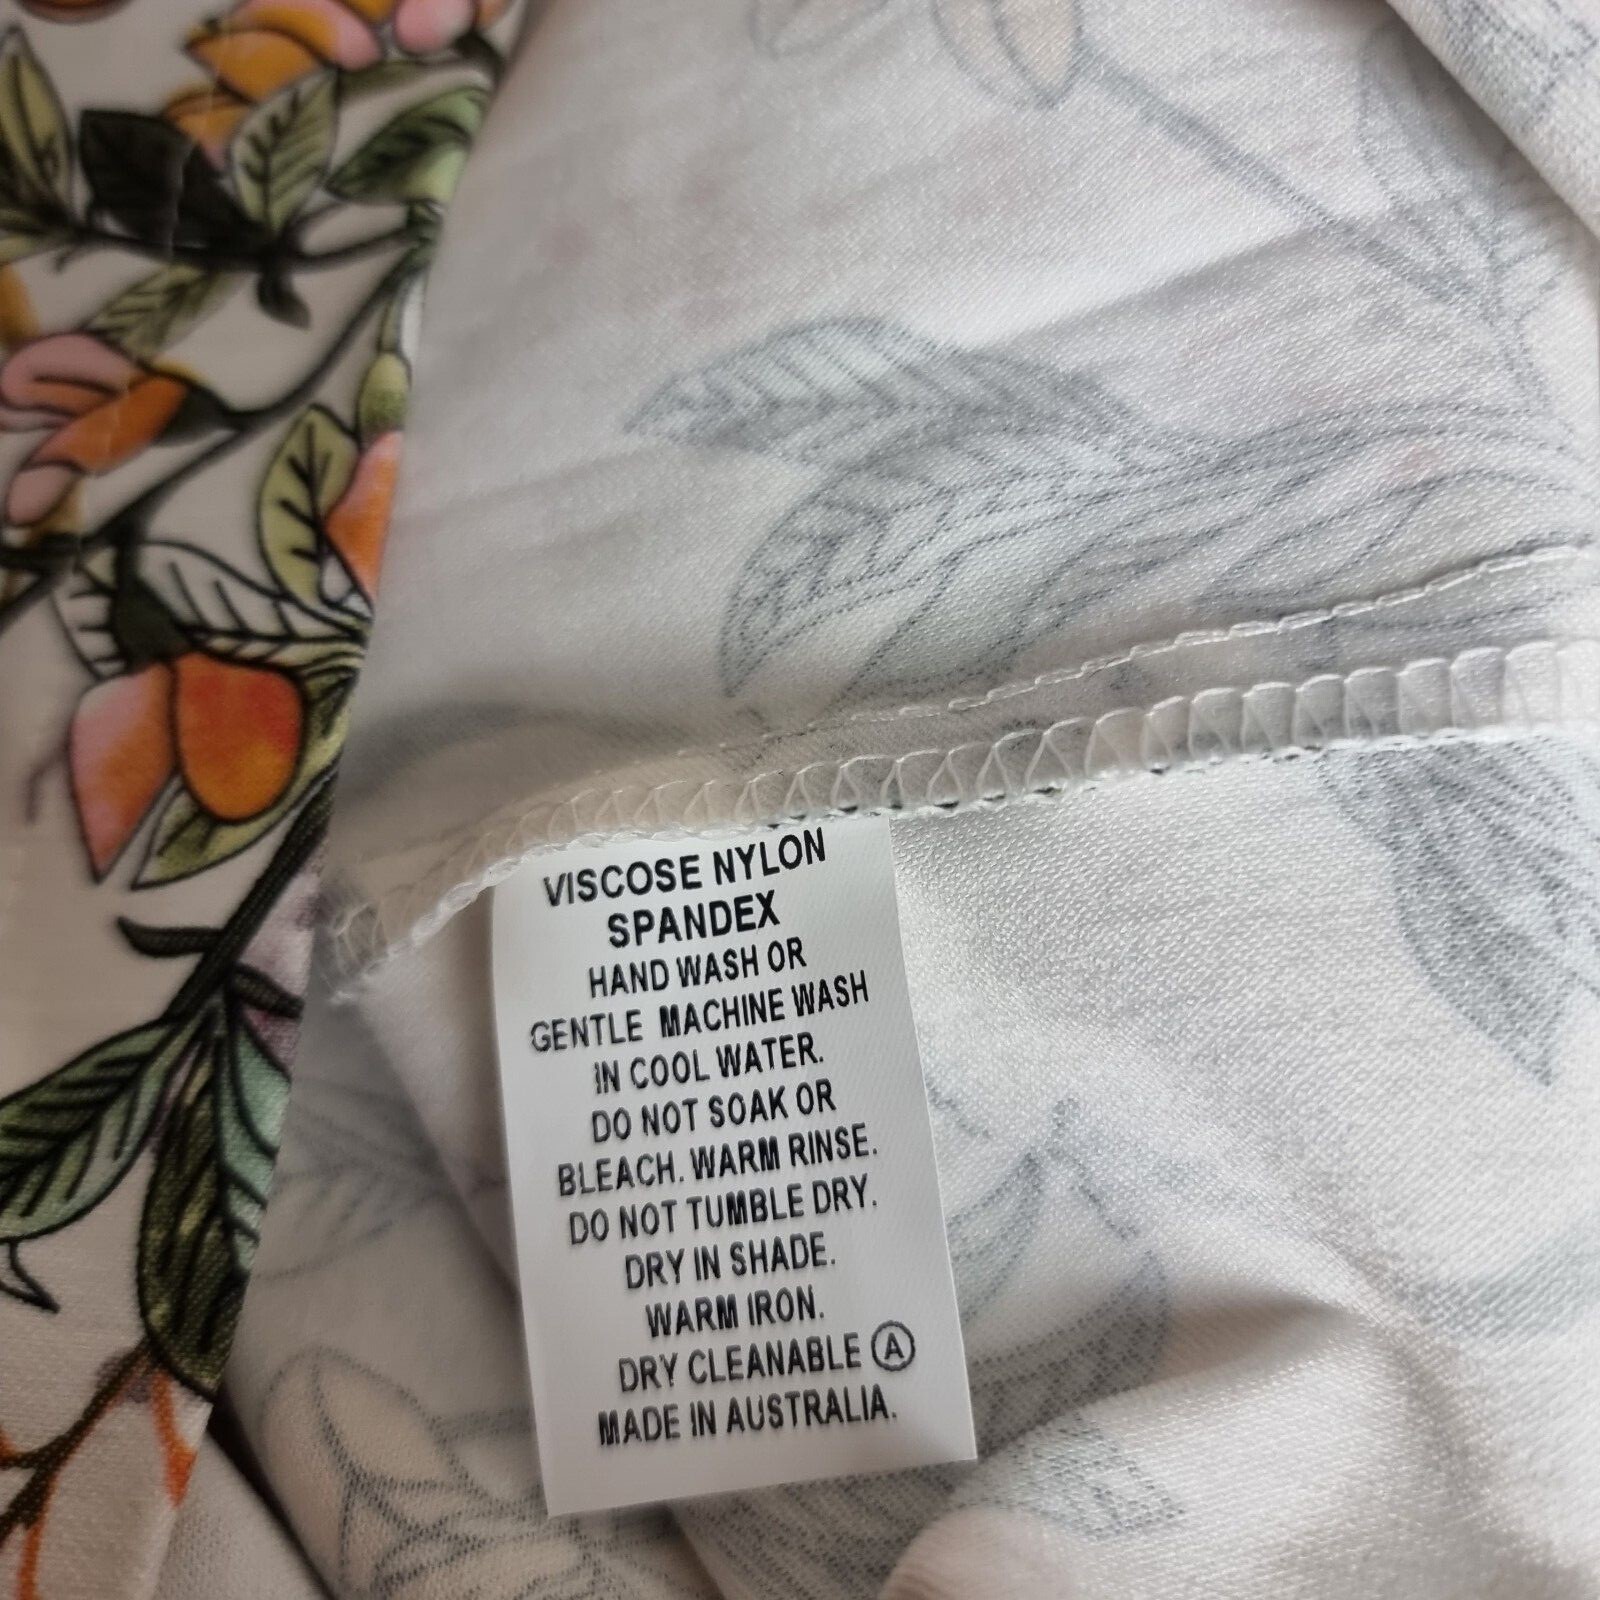 VISCOSE NYLON
SPANDEX
HAND WASH OR
GENTLE MACHINE WASH
IN COOL WATER.
DO NOT SOAK OR
BLEACH. WARM RINSE.
DO NOT TUMBLE DRY.
DRY IN SHADE.
WARM IRON.
DRY CLEANABLE Ⓐ
MADE IN AUSTRALIA.